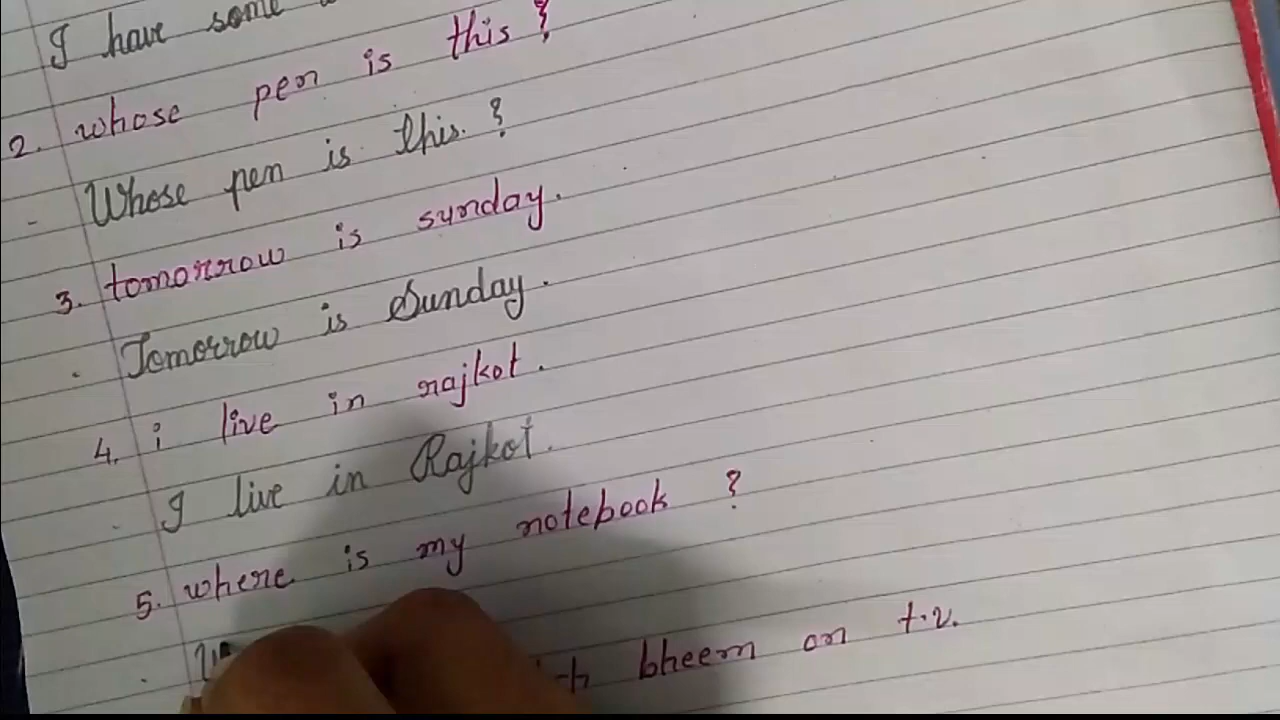 I have some
2. whose pen is this?
- Whose pen is this.?
3. tomorrow is sunday.
. Tomorrow is Sunday.
4. i live in rajkot.
. I live in Rajkot.
5. where is my notebook ?
bheem on t.v.